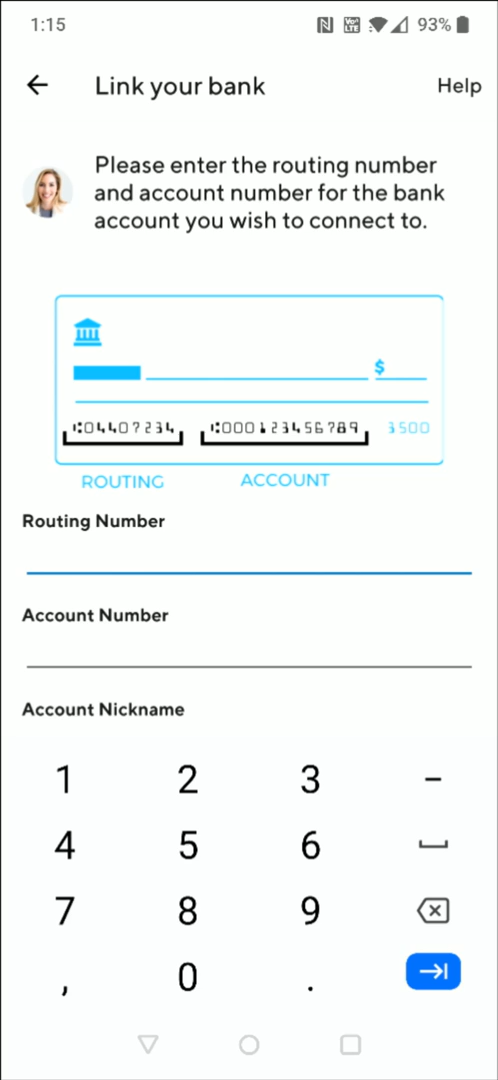 1:15 93%
Link your bank Help
Please enter the routing number
and account number for the bank
account you wish to connect to.
$
⑆04407234 ⑆000123456789 3500
ROUTING ACCOUNT
Routing Number
Account Number
Account Nickname
1 2 3 –
4 5 6
7 8 9
, 0 .